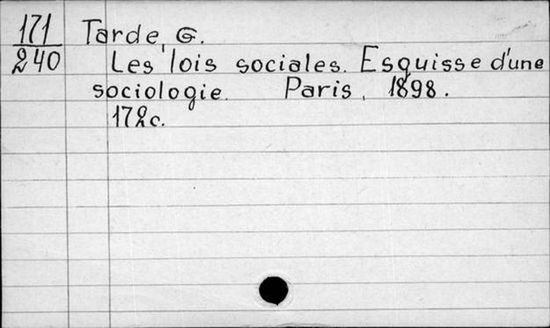 171
240
Tarde, G.
Les lois sociales. Esquisse d'une
sociologie. Paris, 1898.
172c.